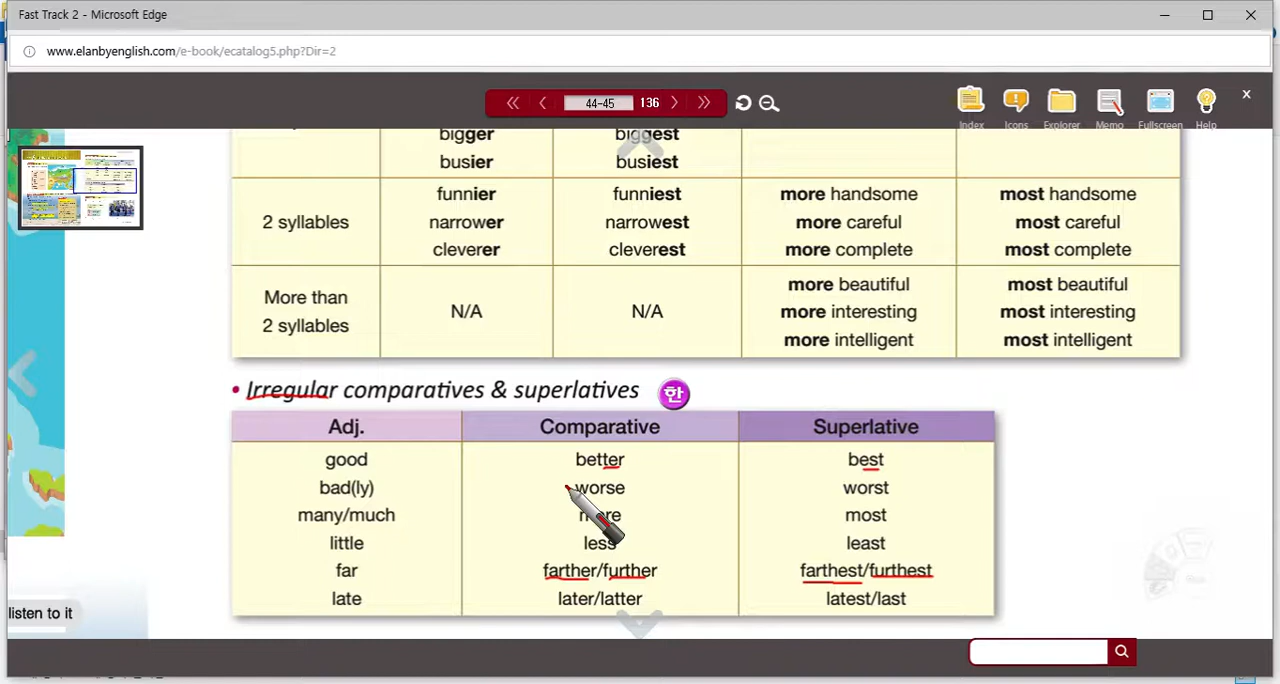 Fast Track 2 - Microsoft Edge
www.elanbyenglish.com/e-book/ecatalog5.php?Dir=2
44-45 136
Index Icons Explorer Memo Fullscreen Help
bigger biggest
busier busiest
funnier funniest more handsome most handsome
2 syllables narrower narrowest more careful most careful
cleverer cleverest more complete most complete
More than 2 syllables N/A N/A more beautiful most beautiful
more interesting most interesting
more intelligent most intelligent
• Irregular comparatives & superlatives 한
Adj. Comparative Superlative
good better best
bad(ly) worse worst
many/much more most
little less least
far farther/further farthest/furthest
late later/latter latest/last
listen to it